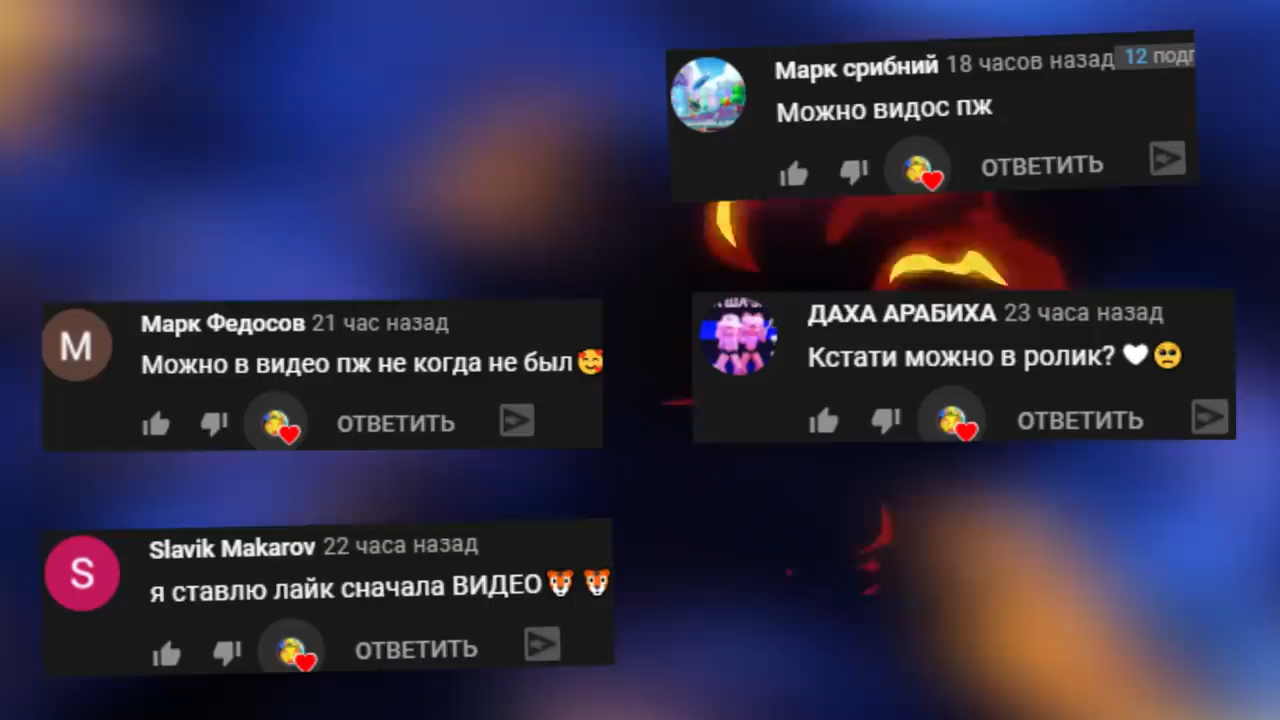 Марк срибний 18 часов назад 12 подп
Можно видос пж
ОТВЕТИТЬ
М
Марк Федосов 21 час назад
Можно в видео пж не когда не был🥰
ОТВЕТИТЬ
ДАХА АРАБИХА 23 часа назад
Кстати можно в ролик? 🤍🥺
ОТВЕТИТЬ
S
Slavik Makarov 22 часа назад
я ставлю лайк сначала ВИДЕО🐯 🐯
ОТВЕТИТЬ